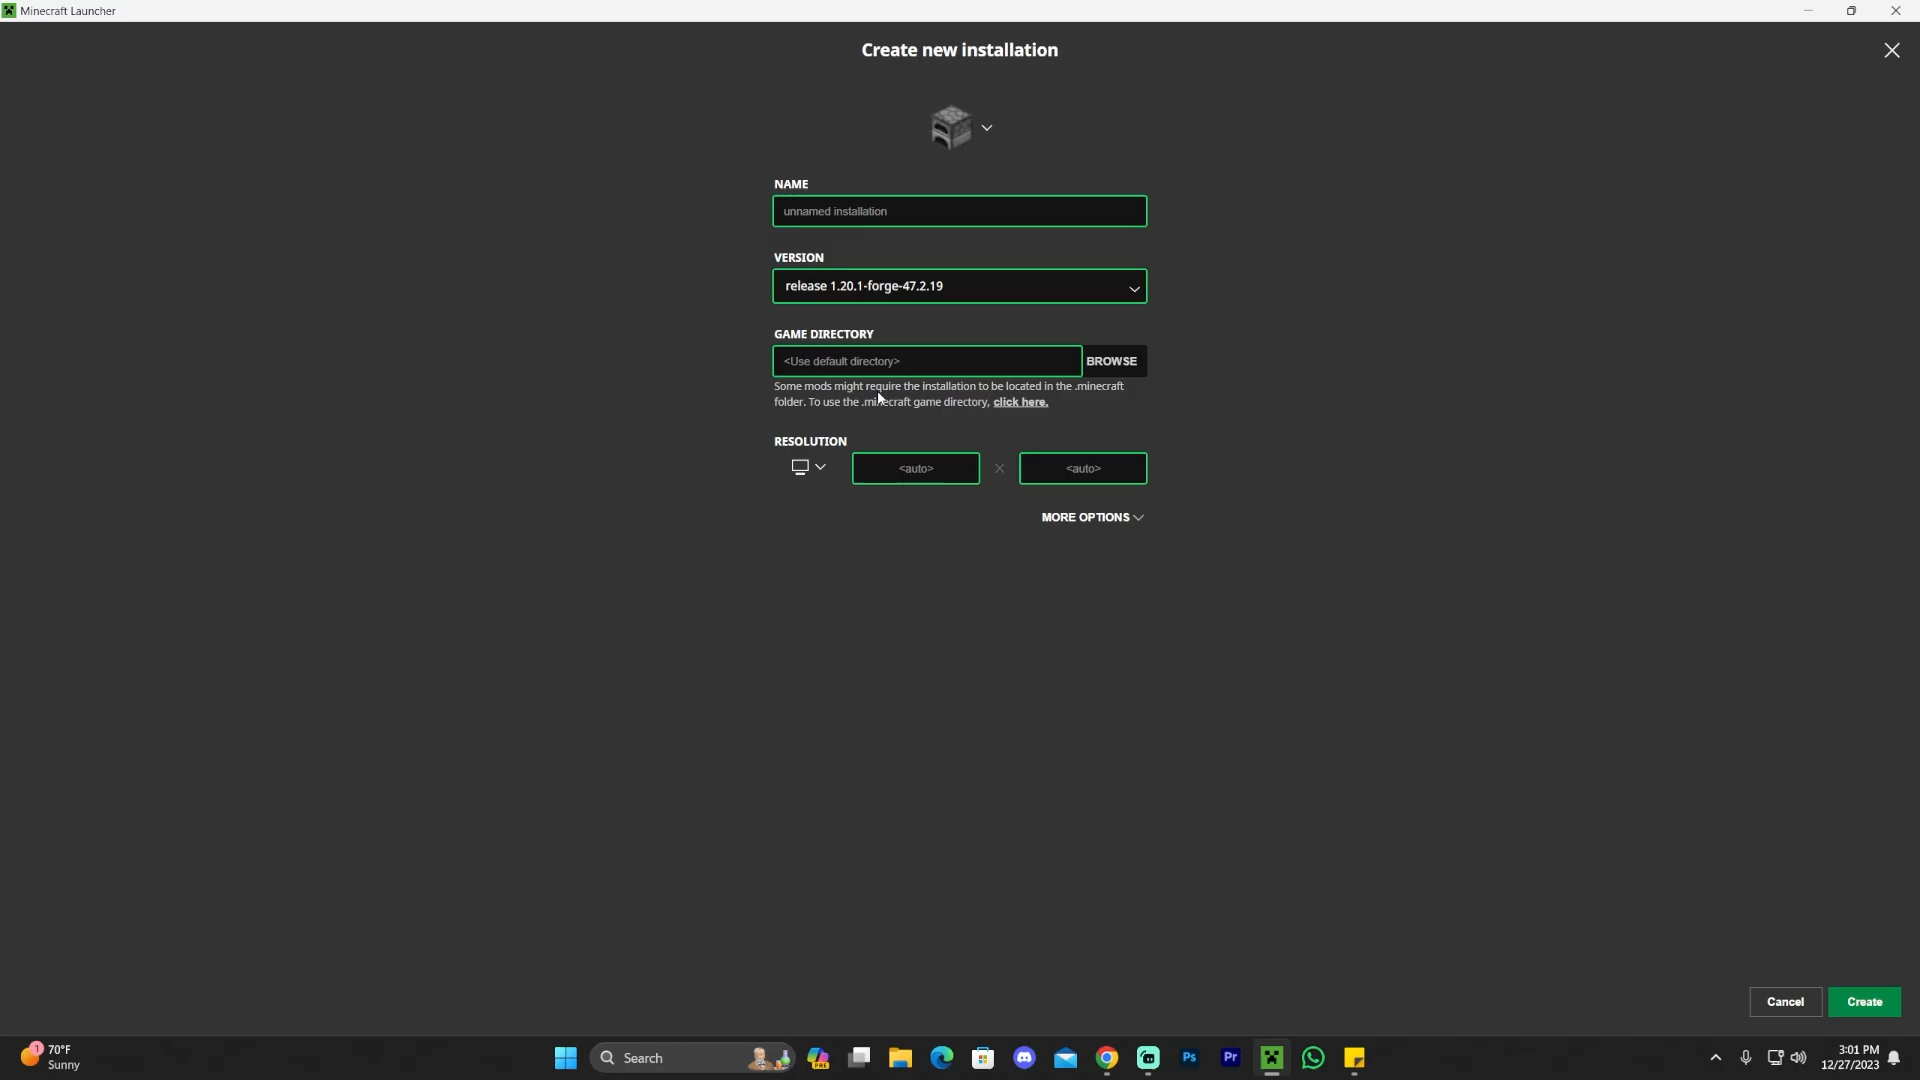 Minecraft Launcher
Create new installation
NAME
unnamed installation
VERSION
release 1.20.1-forge-47.2.19
GAME DIRECTORY
<Use default directory>
BROWSE
Some mods might require the installation to be located in the .minecraft
folder. To use the .minecraft game directory, click here.
RESOLUTION
<auto>
<auto>
MORE OPTIONS
Cancel
Create
1
70°F
Sunny
Search
PRE
Ps
Pr
3:01 PM
12/27/2023